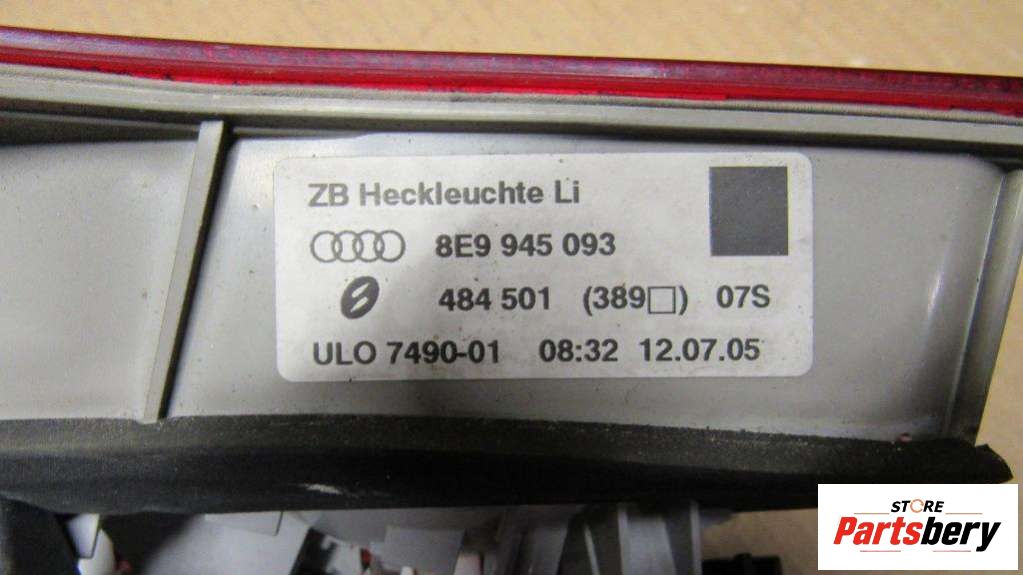 ZB Heckleuchte Li
8E9 945 093
484 501 (389□) 07S
ULO 7490-01 08:32 12.07.05
STORE
Partsbery